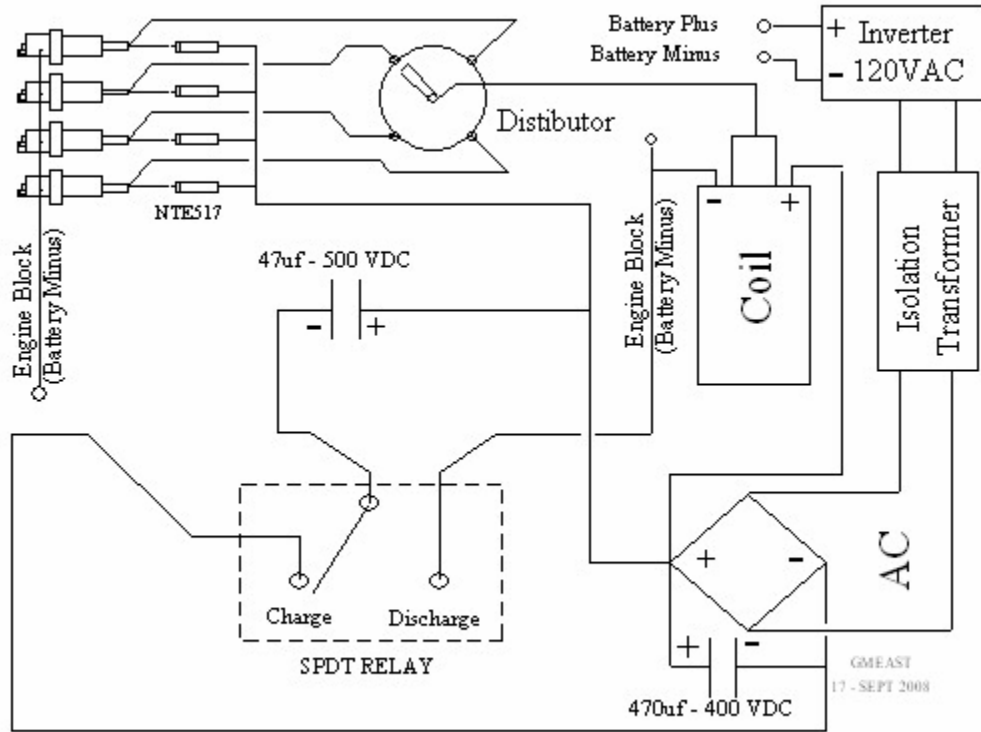 Battery Plus
Battery Minus
+
-
Inverter
120VAC
Distibutor
NTE517
Engine Block
(Battery Minus)
47uf - 500 VDC
-
+
Engine Block
(Battery Minus)
-
+
Coil
Isolation
Transformer
Charge
Discharge
SPDT RELAY
+
-
AC
+
-
470uf - 400 VDC
GMEAST
17 - SEPT 2008